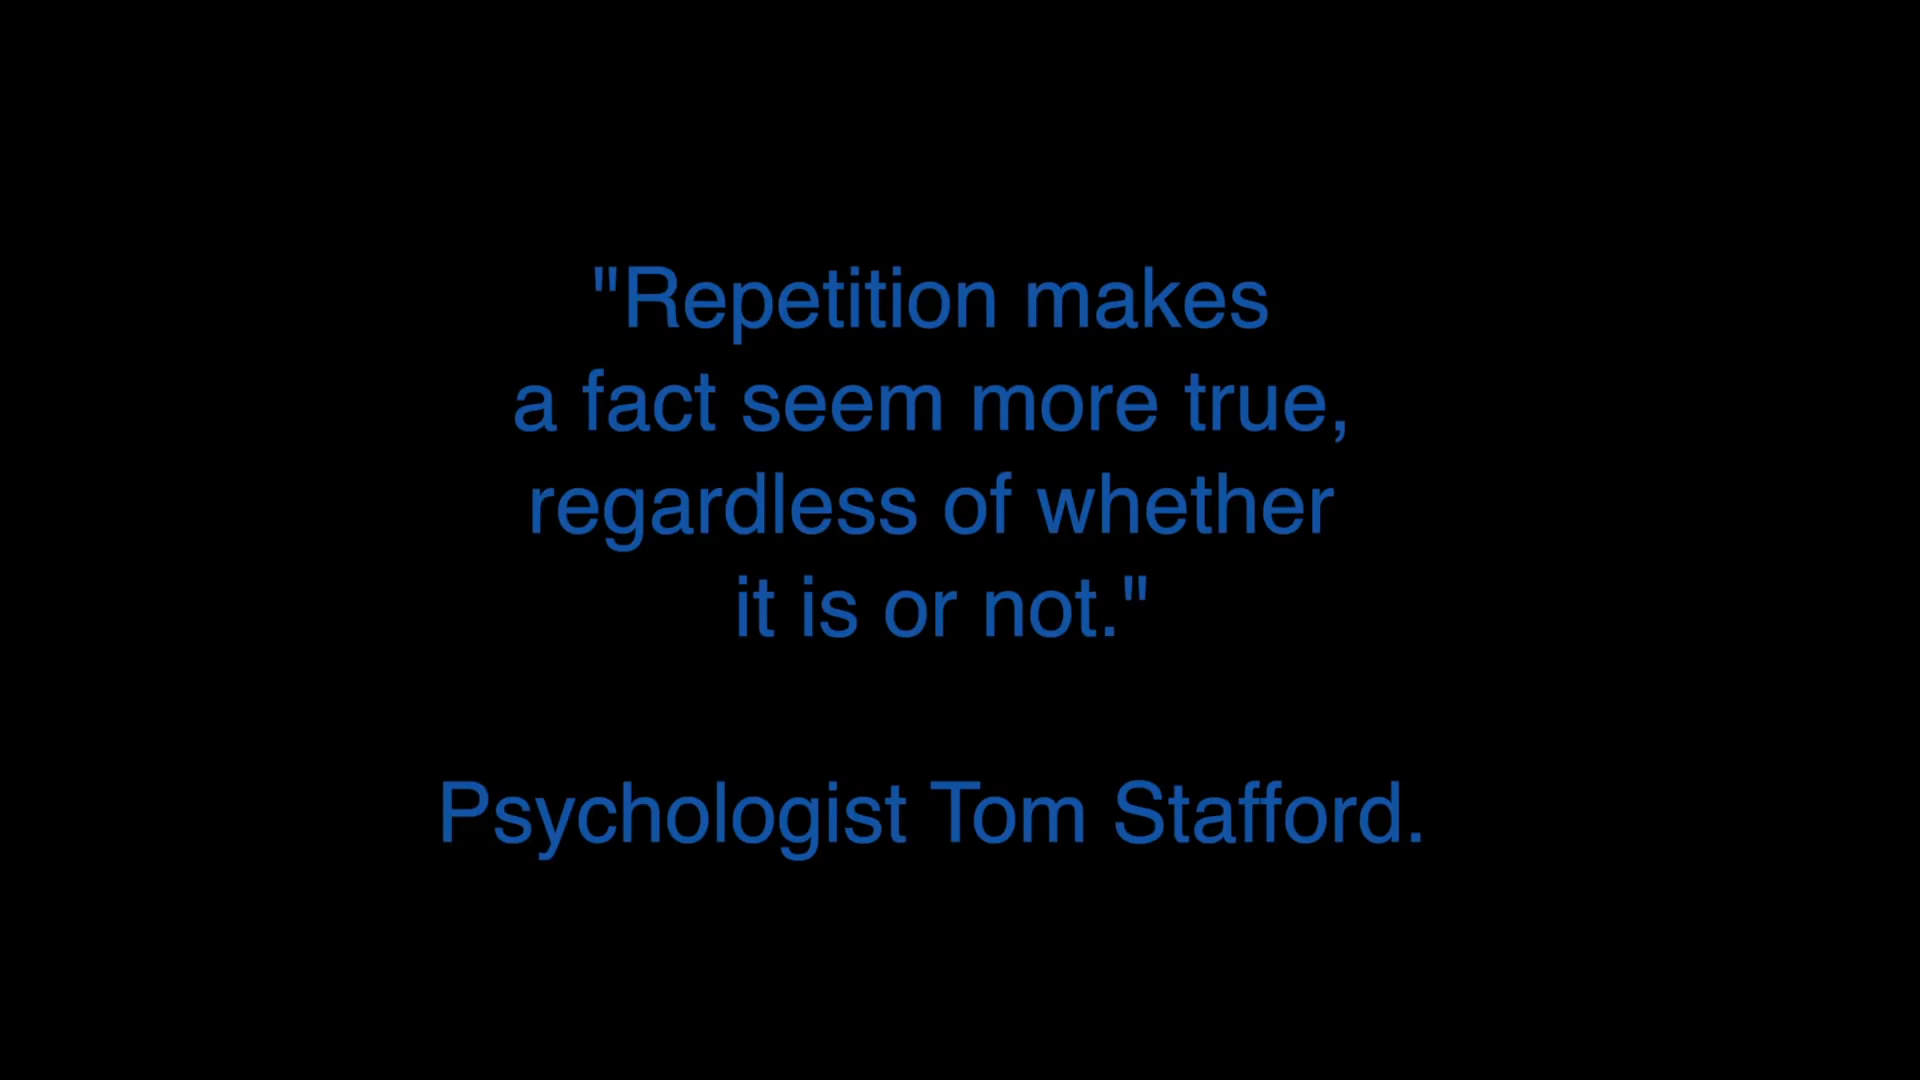 "Repetition makes
a fact seem more true,
regardless of whether
it is or not."
Psychologist Tom Stafford.